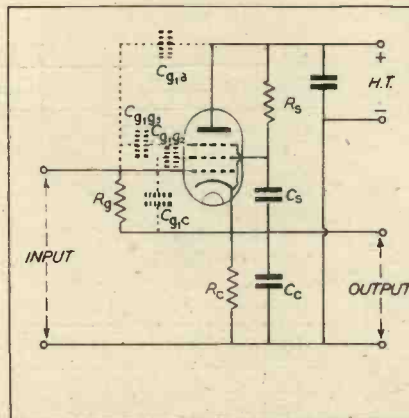 Cg₁a
+
H.T.
−
Cg₁g₃
Cg₁g₂
Rs
Rg
Cg₁c
Cs
INPUT
Rc
Cc
OUTPUT